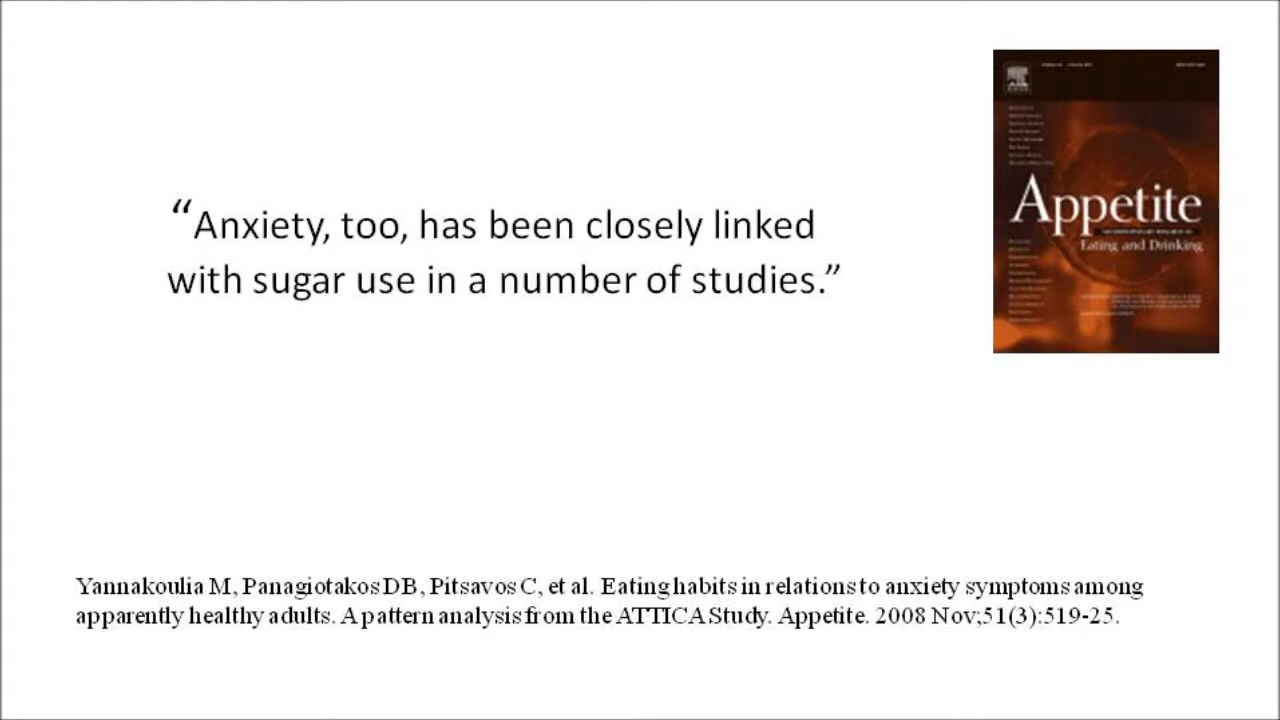 “Anxiety, too, has been closely linked
with sugar use in a number of studies.”
Appetite
Eating and Drinking
Yannakoulia M, Panagiotakos DB, Pitsavos C, et al. Eating habits in relations to anxiety symptoms among
apparently healthy adults. A pattern analysis from the ATTICA Study. Appetite. 2008 Nov;51(3):519-25.